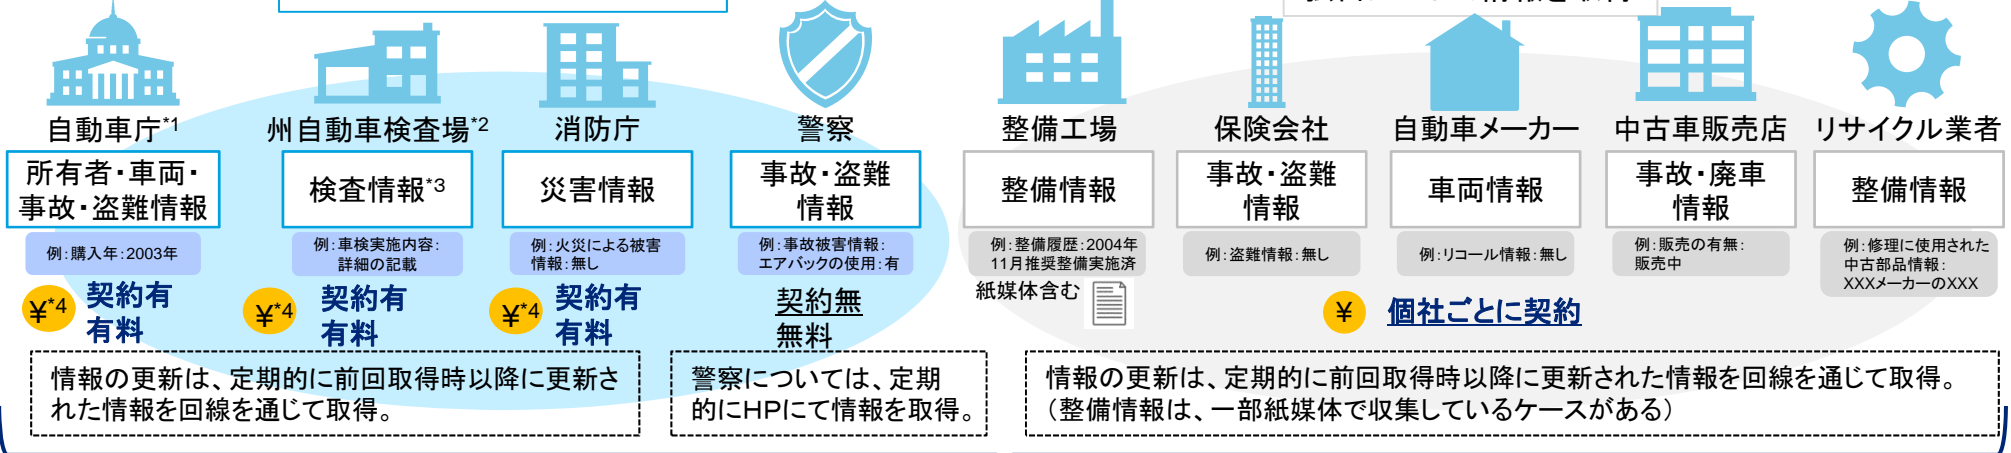 自動車庁*1
所有者・車両・
事故・盗難情報
例：購入年：2003年
¥*4
契約有
有料
州自動車検査場*2
検査情報*3
例：車検実施内容：
詳細の記載
¥*4
契約有
有料
消防庁
災害情報
例：火災による被害
情報：無し
¥*4
契約有
有料
警察
事故・盗難
情報
例：事故被害情報：
エアバックの使用：有
契約無
無料
整備工場
整備情報
例：整備履歴：2004年
11月推奨整備実施済
紙媒体含む
保険会社
事故・盗難
情報
例：盗難情報：無し
自動車メーカー
車両情報
例：リコール情報：無し
中古車販売店
事故・廃車
情報
例：販売の有無：
販売中
リサイクル業者
整備情報
例：修理に使用された
中古部品情報：
XXXメーカーのXXX
¥
個社ごとに契約
情報の更新は、定期的に前回取得時以降に更新さ
れた情報を回線を通じて取得。
警察については、定期
的にHPにて情報を取得。
情報の更新は、定期的に前回取得時以降に更新された情報を回線を通じて取得。
（整備情報は、一部紙媒体で収集しているケースがある）